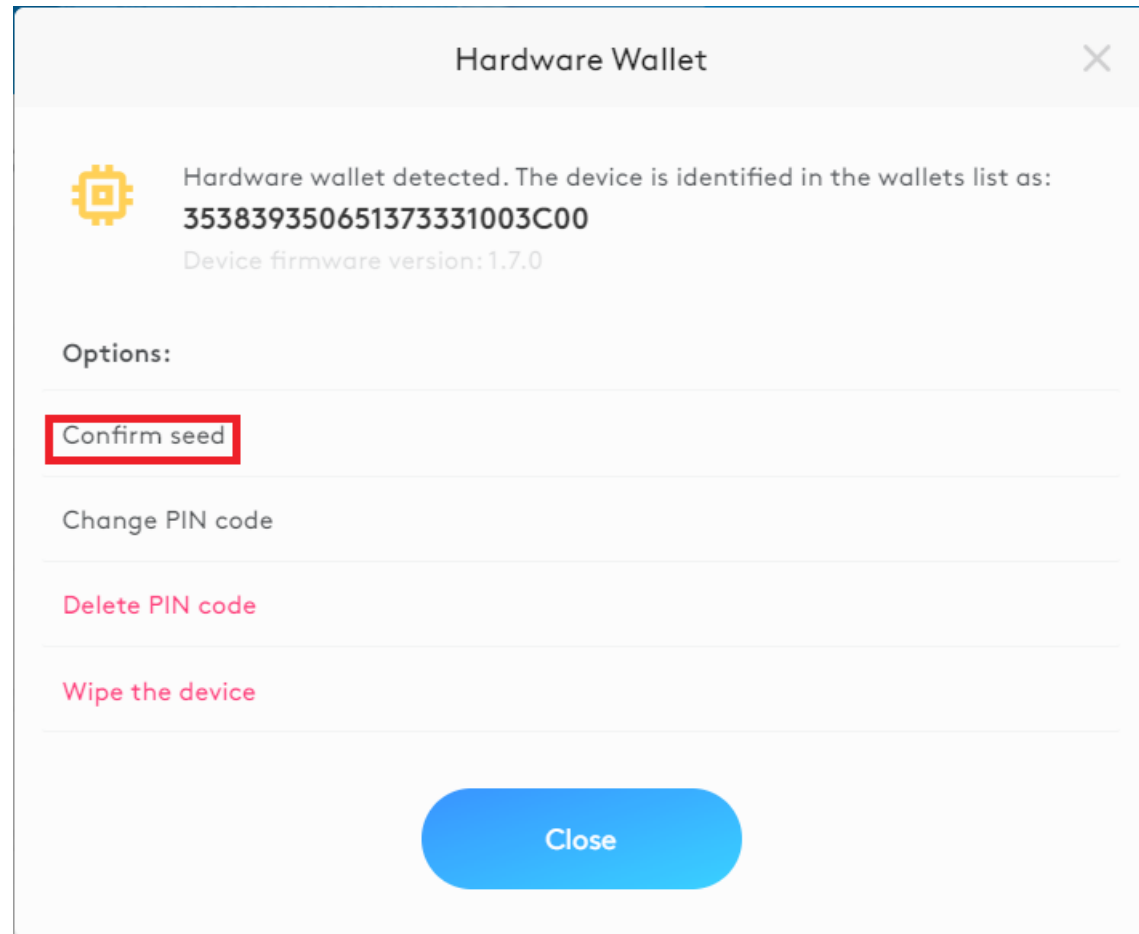 Hardware Wallet
Hardware wallet detected. The device is identified in the wallets list as:
353839350651373331003C00
Device firmware version: 1.7.0
Options:
Confirm seed
Change PIN code
Delete PIN code
Wipe the device
Close